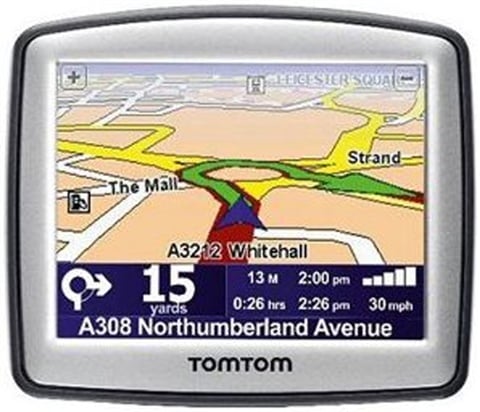 LEICESTER SQUAR
Strand
The Mall
A3212 Whitehall
15
yards
13 M 2:00 pm
0:26 hrs 2:26 pm 30 mph
A308 Northumberland Avenue
TOMTOM